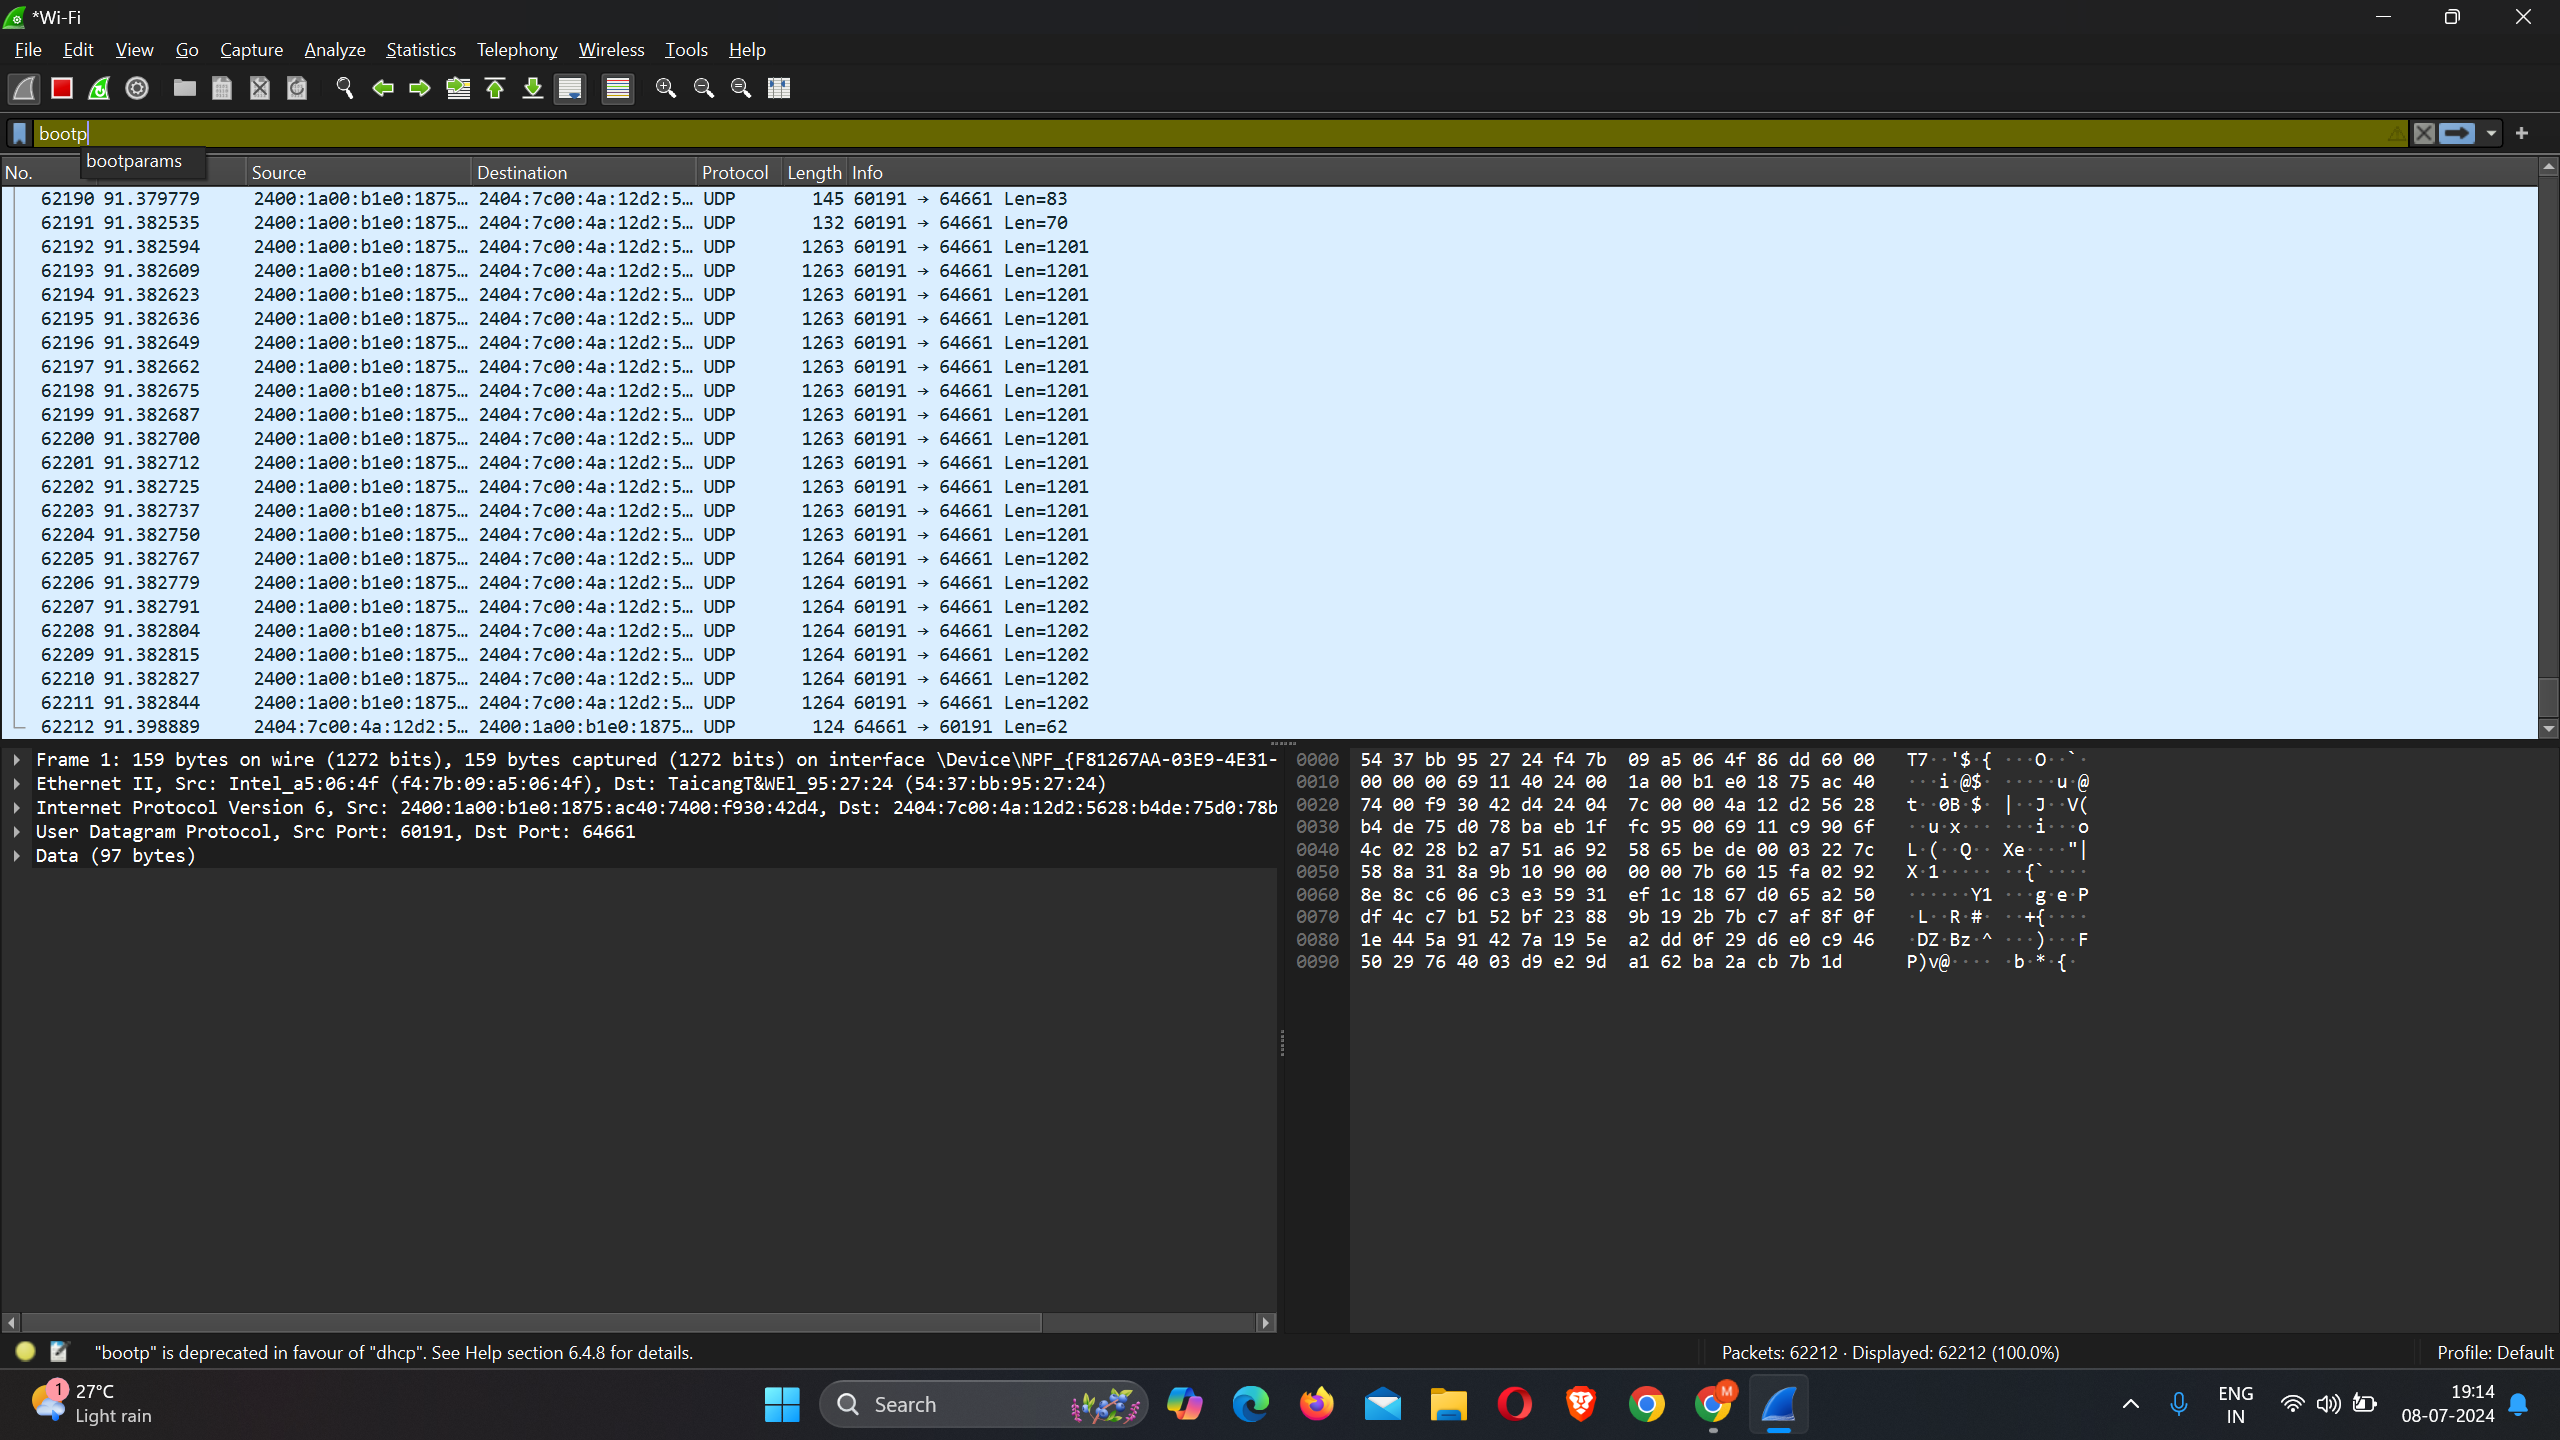 *Wi-Fi
File Edit View Go Capture Analyze Statistics Telephony Wireless Tools Help
bootp
bootparams
No. Source Destination Protocol Length Info
62190 91.379779 2400:1a00:b1e0:1875… 2404:7c00:4a:12d2:5… UDP 145 60191 → 64661 Len=83
62191 91.382535 2400:1a00:b1e0:1875… 2404:7c00:4a:12d2:5… UDP 132 60191 → 64661 Len=70
62192 91.382594 2400:1a00:b1e0:1875… 2404:7c00:4a:12d2:5… UDP 1263 60191 → 64661 Len=1201
62193 91.382609 2400:1a00:b1e0:1875… 2404:7c00:4a:12d2:5… UDP 1263 60191 → 64661 Len=1201
62194 91.382623 2400:1a00:b1e0:1875… 2404:7c00:4a:12d2:5… UDP 1263 60191 → 64661 Len=1201
62195 91.382636 2400:1a00:b1e0:1875… 2404:7c00:4a:12d2:5… UDP 1263 60191 → 64661 Len=1201
62196 91.382649 2400:1a00:b1e0:1875… 2404:7c00:4a:12d2:5… UDP 1263 60191 → 64661 Len=1201
62197 91.382662 2400:1a00:b1e0:1875… 2404:7c00:4a:12d2:5… UDP 1263 60191 → 64661 Len=1201
62198 91.382675 2400:1a00:b1e0:1875… 2404:7c00:4a:12d2:5… UDP 1263 60191 → 64661 Len=1201
62199 91.382687 2400:1a00:b1e0:1875… 2404:7c00:4a:12d2:5… UDP 1263 60191 → 64661 Len=1201
62200 91.382700 2400:1a00:b1e0:1875… 2404:7c00:4a:12d2:5… UDP 1263 60191 → 64661 Len=1201
62201 91.382712 2400:1a00:b1e0:1875… 2404:7c00:4a:12d2:5… UDP 1263 60191 → 64661 Len=1201
62202 91.382725 2400:1a00:b1e0:1875… 2404:7c00:4a:12d2:5… UDP 1263 60191 → 64661 Len=1201
62203 91.382737 2400:1a00:b1e0:1875… 2404:7c00:4a:12d2:5… UDP 1263 60191 → 64661 Len=1201
62204 91.382750 2400:1a00:b1e0:1875… 2404:7c00:4a:12d2:5… UDP 1263 60191 → 64661 Len=1201
62205 91.382767 2400:1a00:b1e0:1875… 2404:7c00:4a:12d2:5… UDP 1264 60191 → 64661 Len=1202
62206 91.382779 2400:1a00:b1e0:1875… 2404:7c00:4a:12d2:5… UDP 1264 60191 → 64661 Len=1202
62207 91.382791 2400:1a00:b1e0:1875… 2404:7c00:4a:12d2:5… UDP 1264 60191 → 64661 Len=1202
62208 91.382804 2400:1a00:b1e0:1875… 2404:7c00:4a:12d2:5… UDP 1264 60191 → 64661 Len=1202
62209 91.382815 2400:1a00:b1e0:1875… 2404:7c00:4a:12d2:5… UDP 1264 60191 → 64661 Len=1202
62210 91.382827 2400:1a00:b1e0:1875… 2404:7c00:4a:12d2:5… UDP 1264 60191 → 64661 Len=1202
62211 91.382844 2400:1a00:b1e0:1875… 2404:7c00:4a:12d2:5… UDP 1264 60191 → 64661 Len=1202
62212 91.398889 2404:7c00:4a:12d2:5… 2400:1a00:b1e0:1875… UDP 124 64661 → 60191 Len=62
Frame 1: 159 bytes on wire (1272 bits), 159 bytes captured (1272 bits) on interface \Device\NPF_{F81267AA-03E9-4E31-
Ethernet II, Src: Intel_a5:06:4f (f4:7b:09:a5:06:4f), Dst: TaicangT&WEl_95:27:24 (54:37:bb:95:27:24)
Internet Protocol Version 6, Src: 2400:1a00:b1e0:1875:ac40:7400:f930:42d4, Dst: 2404:7c00:4a:12d2:5628:b4de:75d0:78b
User Datagram Protocol, Src Port: 60191, Dst Port: 64661
Data (97 bytes)
0000 54 37 bb 95 27 24 f4 7b 09 a5 06 4f 86 dd 60 00 T7··'$·{ ···O··`·
0010 00 00 00 69 11 40 24 00 1a 00 b1 e0 18 75 ac 40 ···i·@$· ·····u·@
0020 74 00 f9 30 42 d4 24 04 7c 00 00 4a 12 d2 56 28 t··0B·$· |··J··V(
0030 b4 de 75 d0 78 ba eb 1f fc 95 00 69 11 c9 90 6f ··u·x··· ···i···o
0040 4c 02 28 b2 a7 51 a6 92 58 65 be de 00 03 22 7c L·(··Q·· Xe····"|
0050 58 8a 31 8a 9b 10 90 00 00 00 7b 60 15 fa 02 92 X·1····· ··{`····
0060 8e 8c c6 06 c3 e3 59 31 ef 1c 18 67 d0 65 a2 50 ······Y1 ···g·e·P
0070 df 4c c7 b1 52 bf 23 88 9b 19 2b 7b c7 af 8f 0f ·L··R·#· ··+{····
0080 1e 44 5a 91 42 7a 19 5e a2 dd 0f 29 d6 e0 c9 46 ·DZ·Bz·^ ···)···F
0090 50 29 76 40 03 d9 e2 9d a1 62 ba 2a cb 7b 1d P)v@···· ·b·*·{·
"bootp" is deprecated in favour of "dhcp". See Help section 6.4.8 for details.
Packets: 62212 · Displayed: 62212 (100.0%)
Profile: Default
1
27°C
Light rain
Search
M
ENG
IN
19:14
08-07-2024